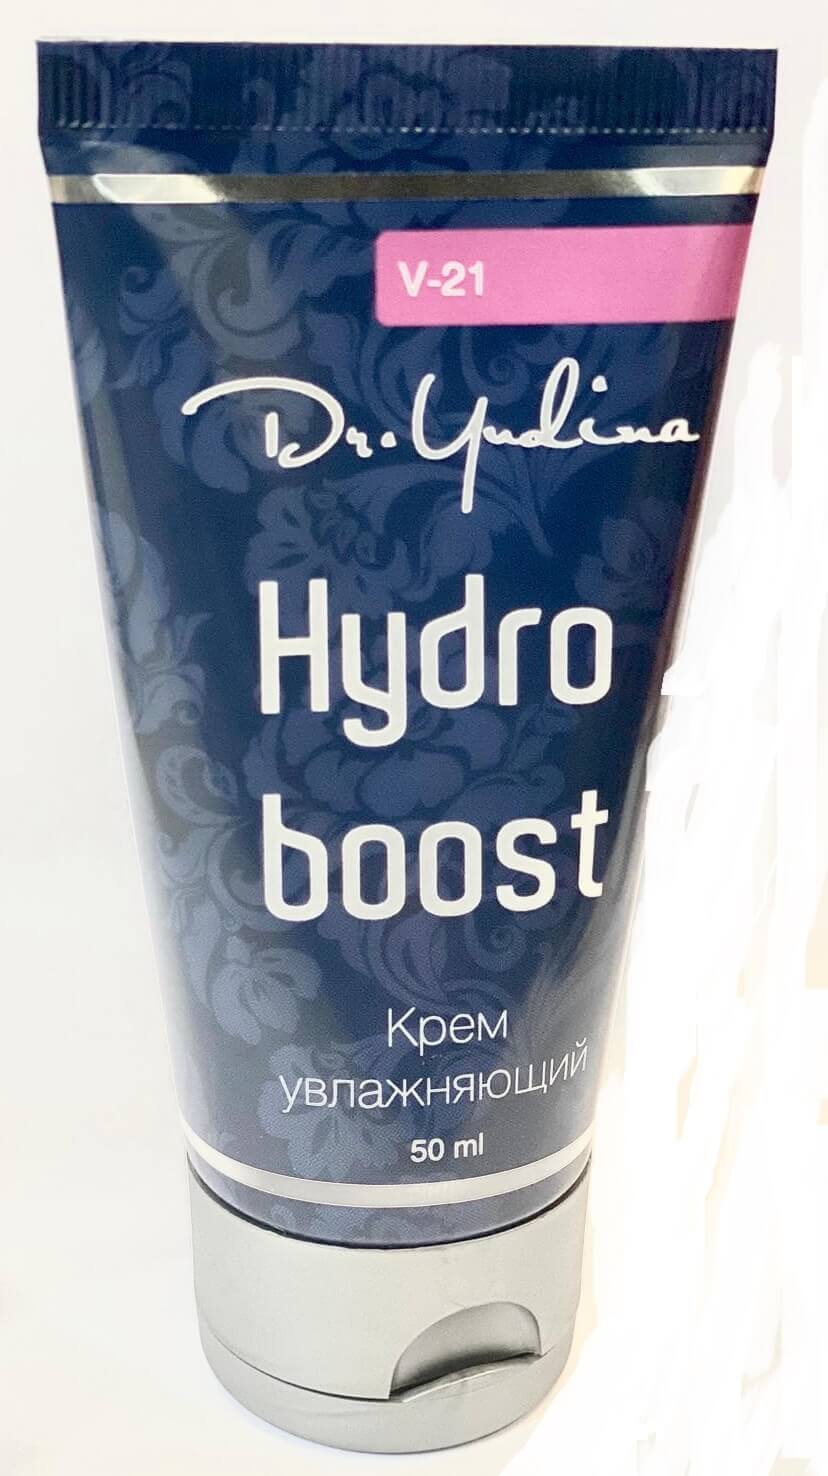 V-21
Dr. Yudina
Hydro
boost
Крем
увлажняющий
50 ml